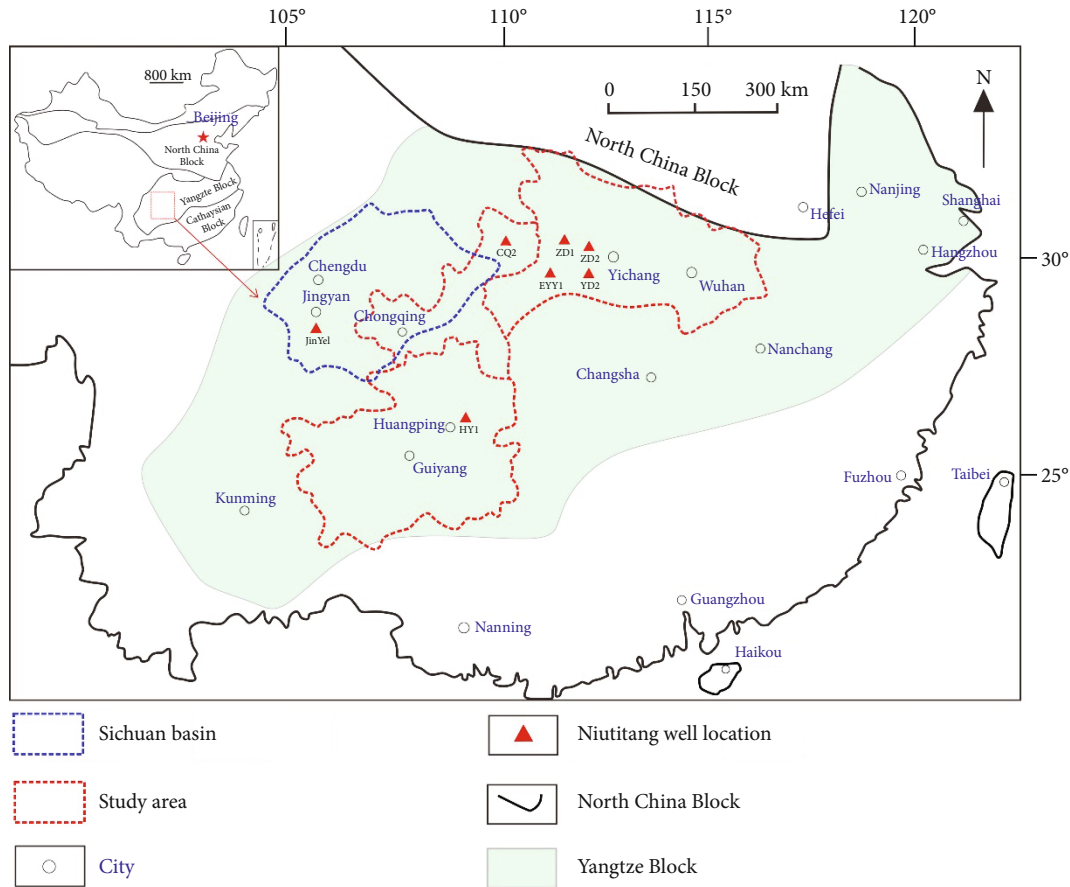 105° 110° 115° 120°
800 km
Beijing
North China
Block
Yangtze Block
Cathaysian
Block
0 150 300 km
N
North China Block
Nanjing
Hefei
Shanghai
Hangzhou
30°
CQ2
ZD1
ZD2
Yichang
EYY1
YD2
Wuhan
Chengdu
Jingyan
Chongqing
JinYel
Nanchang
Changsha
Huangping
HY1
Guiyang
Kunming
Fuzhou
Taibei
25°
Guangzhou
Nanning
Haikou
Sichuan basin
Niutitang well location
Study area
North China Block
City
Yangtze Block